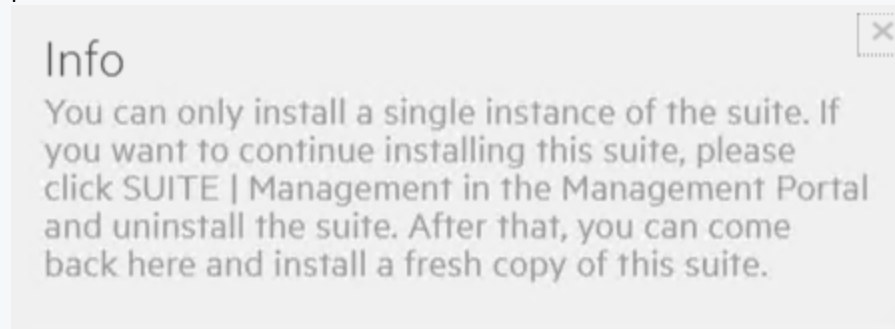 Info
You can only install a single instance of the suite. If
you want to continue installing this suite, please
click SUITE | Management in the Management Portal
and uninstall the suite. After that, you can come
back here and install a fresh copy of this suite.